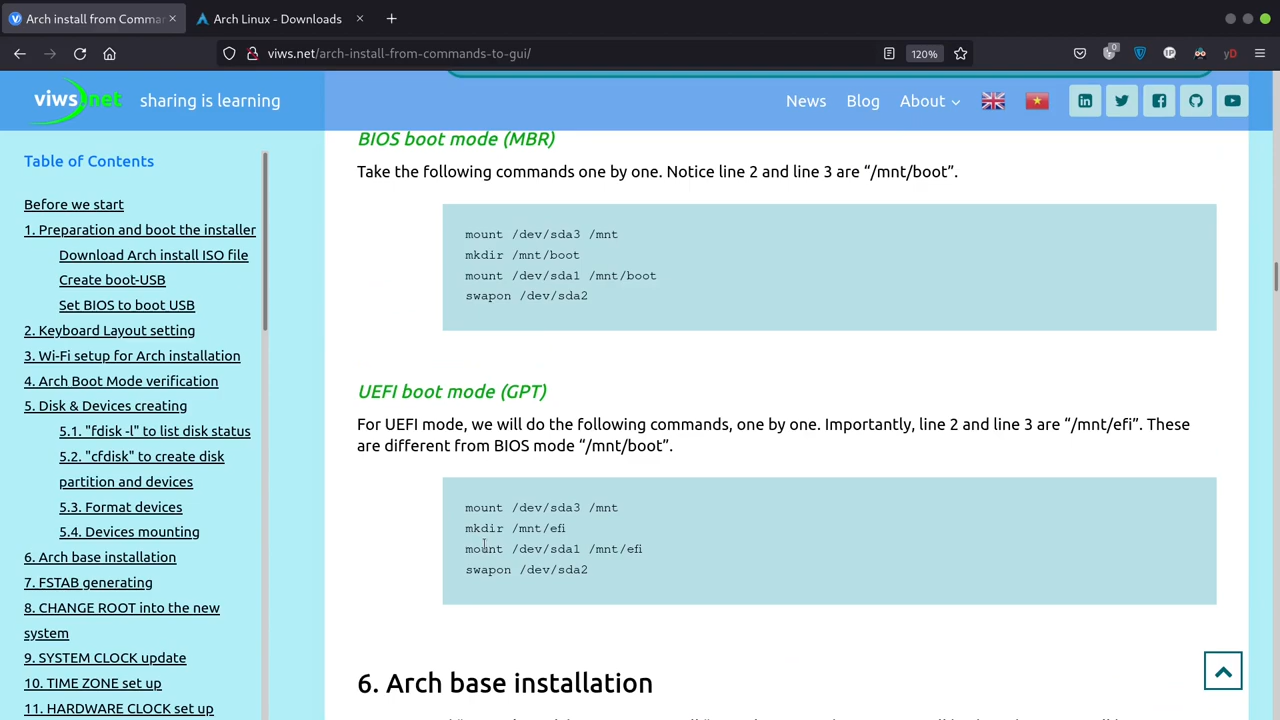 Arch install from Comma
Arch Linux - Downloads
viws.net/arch-install-from-commands-to-gui/
120%
0
IP
yD
viws.net
sharing is learning
News
Blog
About
Table of Contents
Before we start
1. Preparation and boot the installer
Download Arch install ISO file
Create boot-USB
Set BIOS to boot USB
2. Keyboard Layout setting
3. Wi-Fi setup for Arch installation
4. Arch Boot Mode verification
5. Disk & Devices creating
5.1. "fdisk -l" to list disk status
5.2. "cfdisk" to create disk
partition and devices
5.3. Format devices
5.4. Devices mounting
6. Arch base installation
7. FSTAB generating
8. CHANGE ROOT into the new
system
9. SYSTEM CLOCK update
10. TIME ZONE set up
11. HARDWARE CLOCK set up
BIOS boot mode (MBR)
Take the following commands one by one. Notice line 2 and line 3 are “/mnt/boot”.
mount /dev/sda3 /mnt
mkdir /mnt/boot
mount /dev/sda1 /mnt/boot
swapon /dev/sda2
UEFI boot mode (GPT)
For UEFI mode, we will do the following commands, one by one. Importantly, line 2 and line 3 are “/mnt/efi”. These
are different from BIOS mode “/mnt/boot”.
mount /dev/sda3 /mnt
mkdir /mnt/efi
mount /dev/sda1 /mnt/efi
swapon /dev/sda2
6. Arch base installation